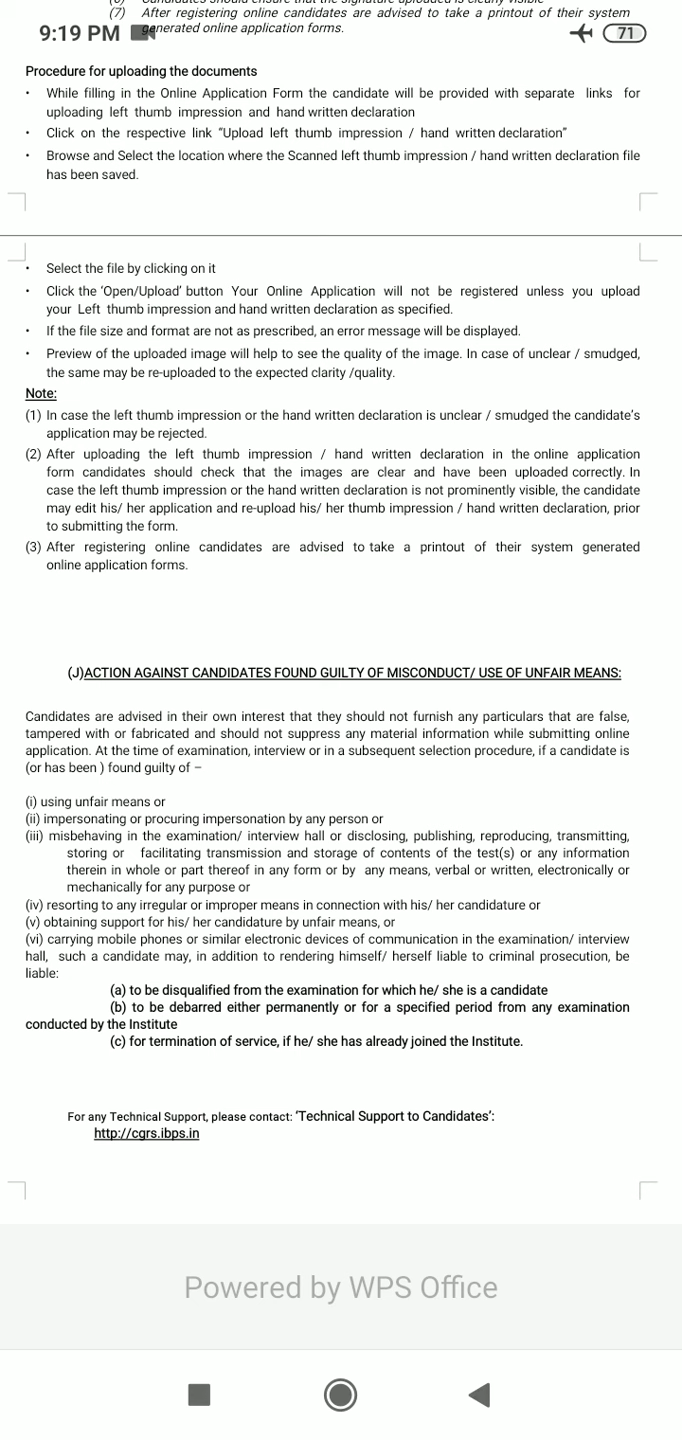 (6) Candidates should ensure that the signature uploaded is clearly visible
(7) After registering online candidates are advised to take a printout of their system
9:19 PM generated online application forms. 71
Procedure for uploading the documents
• While filling in the Online Application Form the candidate will be provided with separate links for
uploading left thumb impression and hand written declaration
• Click on the respective link “Upload left thumb impression / hand written declaration”
• Browse and Select the location where the Scanned left thumb impression / hand written declaration file
has been saved.
• Select the file by clicking on it
• Click the ‘Open/Upload’ button Your Online Application will not be registered unless you upload
your Left thumb impression and hand written declaration as specified.
• If the file size and format are not as prescribed, an error message will be displayed.
• Preview of the uploaded image will help to see the quality of the image. In case of unclear / smudged,
the same may be re-uploaded to the expected clarity /quality.
Note:
(1) In case the left thumb impression or the hand written declaration is unclear / smudged the candidate’s
application may be rejected.
(2) After uploading the left thumb impression / hand written declaration in the online application
form candidates should check that the images are clear and have been uploaded correctly. In
case the left thumb impression or the hand written declaration is not prominently visible, the candidate
may edit his/ her application and re-upload his/ her thumb impression / hand written declaration, prior
to submitting the form.
(3) After registering online candidates are advised to take a printout of their system generated
online application forms.
(J)ACTION AGAINST CANDIDATES FOUND GUILTY OF MISCONDUCT/ USE OF UNFAIR MEANS:
Candidates are advised in their own interest that they should not furnish any particulars that are false,
tampered with or fabricated and should not suppress any material information while submitting online
application. At the time of examination, interview or in a subsequent selection procedure, if a candidate is
(or has been ) found guilty of –
(i) using unfair means or
(ii) impersonating or procuring impersonation by any person or
(iii) misbehaving in the examination/ interview hall or disclosing, publishing, reproducing, transmitting,
storing or facilitating transmission and storage of contents of the test(s) or any information
therein in whole or part thereof in any form or by any means, verbal or written, electronically or
mechanically for any purpose or
(iv) resorting to any irregular or improper means in connection with his/ her candidature or
(v) obtaining support for his/ her candidature by unfair means, or
(vi) carrying mobile phones or similar electronic devices of communication in the examination/ interview
hall, such a candidate may, in addition to rendering himself/ herself liable to criminal prosecution, be
liable:
(a) to be disqualified from the examination for which he/ she is a candidate
(b) to be debarred either permanently or for a specified period from any examination
conducted by the Institute
(c) for termination of service, if he/ she has already joined the Institute.
For any Technical Support, please contact: ‘Technical Support to Candidates’:
http://cgrs.ibps.in
Powered by WPS Office